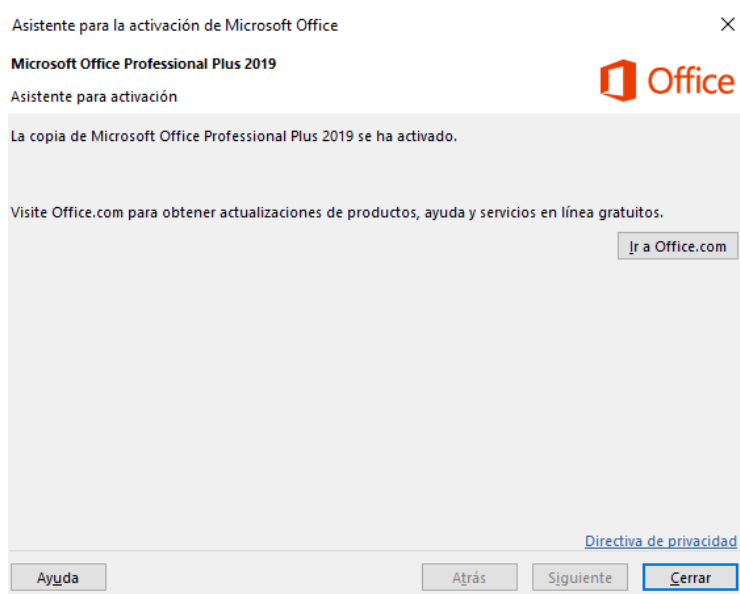 Asistente para la activación de Microsoft Office
Microsoft Office Professional Plus 2019
Office
Asistente para activación
La copia de Microsoft Office Professional Plus 2019 se ha activado.
Visite Office.com para obtener actualizaciones de productos, ayuda y servicios en línea gratuitos.
Ir a Office.com
Directiva de privacidad
Ayuda
Atrás
Siguiente
Cerrar